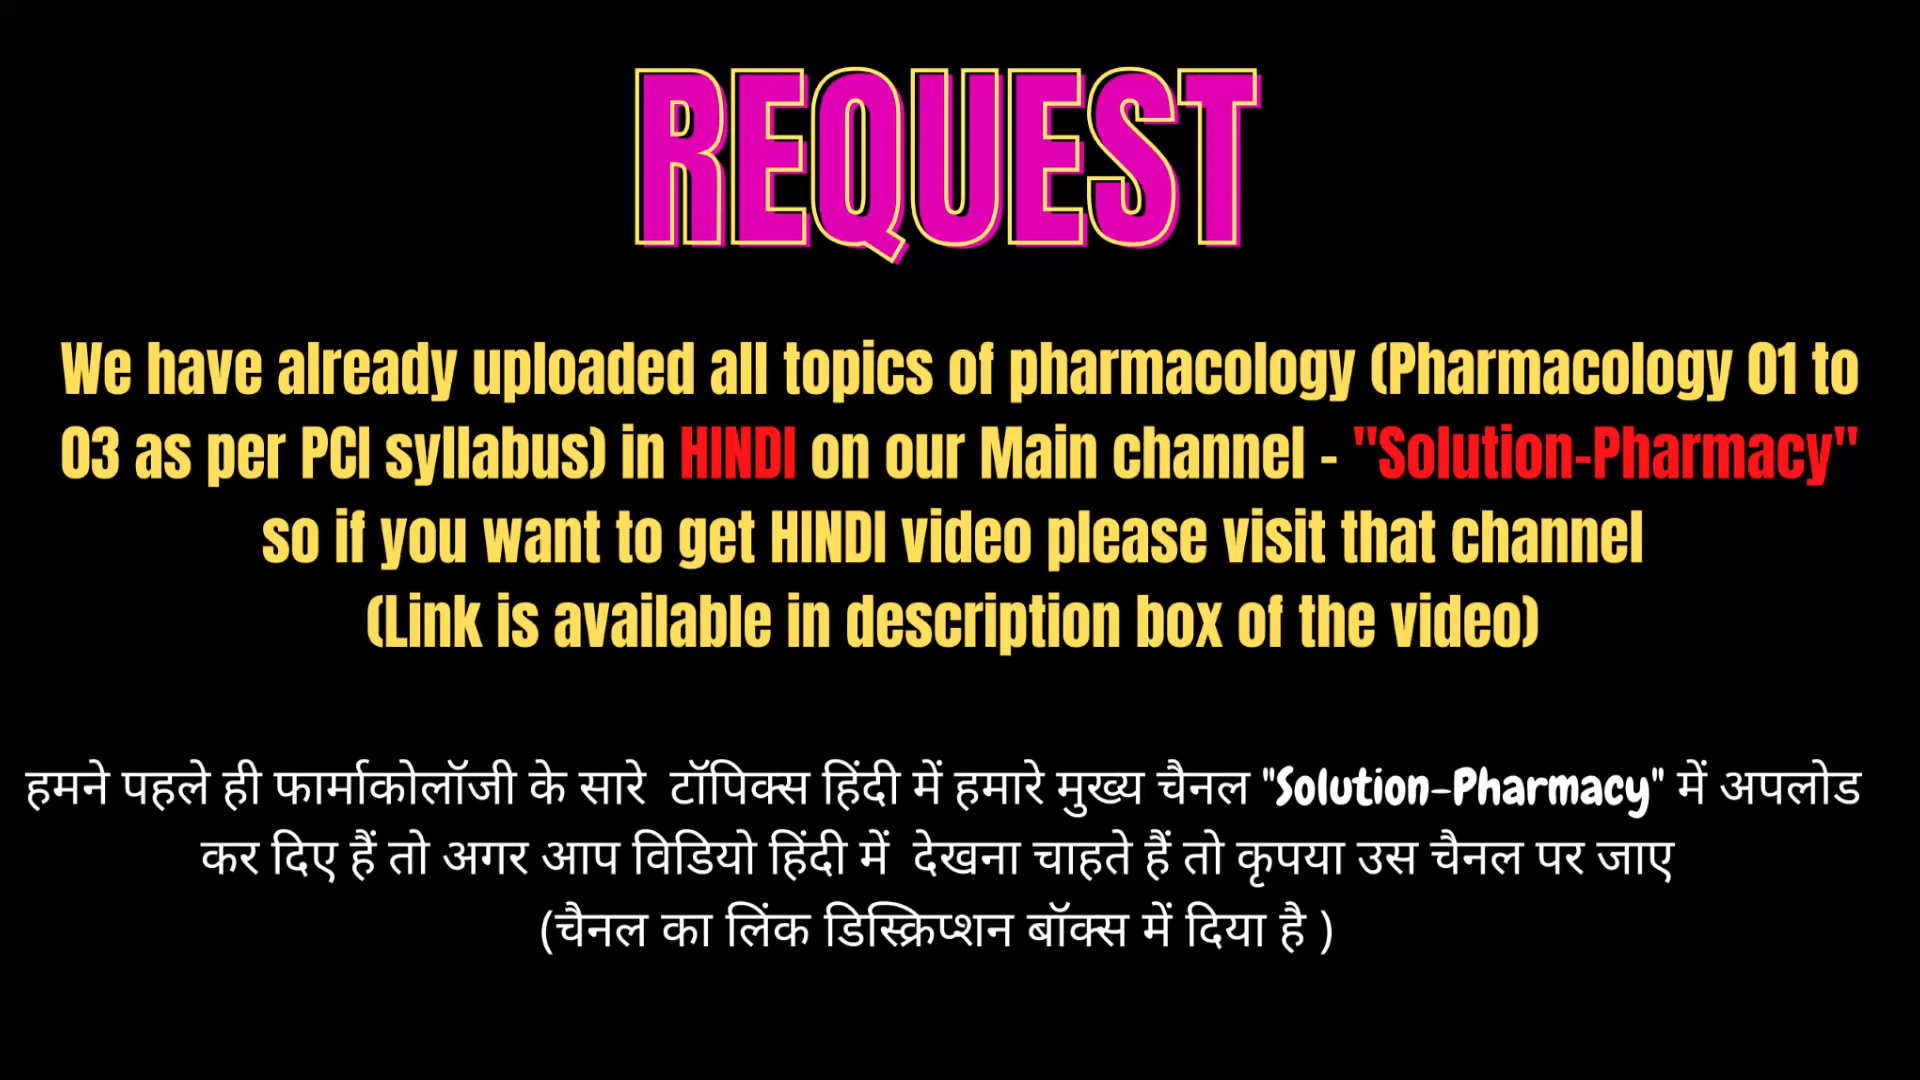 REQUEST
We have already uploaded all topics of pharmacology (Pharmacology 01 to
03 as per PCI syllabus) in HINDI on our Main channel - "Solution-Pharmacy"
so if you want to get HINDI video please visit that channel
(Link is available in description box of the video)
हमने पहले ही फार्माकोलॉजी के सारे टॉपिक्स हिंदी में हमारे मुख्य चैनल "Solution-Pharmacy" में अपलोड
कर दिए हैं तो अगर आप विडियो हिंदी में देखना चाहते हैं तो कृपया उस चैनल पर जाए
(चैनल का लिंक डिस्क्रिप्शन बॉक्स में दिया है )